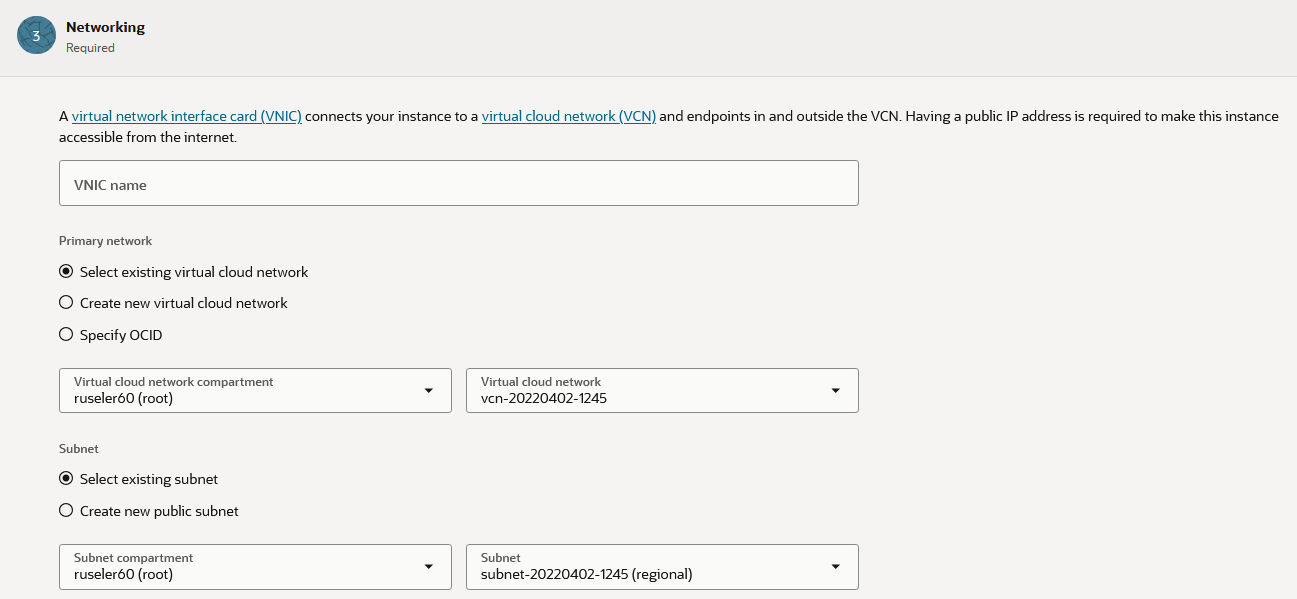 3
Networking
Required
A virtual network interface card (VNIC) connects your instance to a virtual cloud network (VCN) and endpoints in and outside the VCN. Having a public IP address is required to make this instance
accessible from the internet.
VNIC name
Primary network
Select existing virtual cloud network
Create new virtual cloud network
Specify OCID
Virtual cloud network compartment
ruseler60 (root)
Virtual cloud network
vcn-20220402-1245
Subnet
Select existing subnet
Create new public subnet
Subnet compartment
ruseler60 (root)
Subnet
subnet-20220402-1245 (regional)